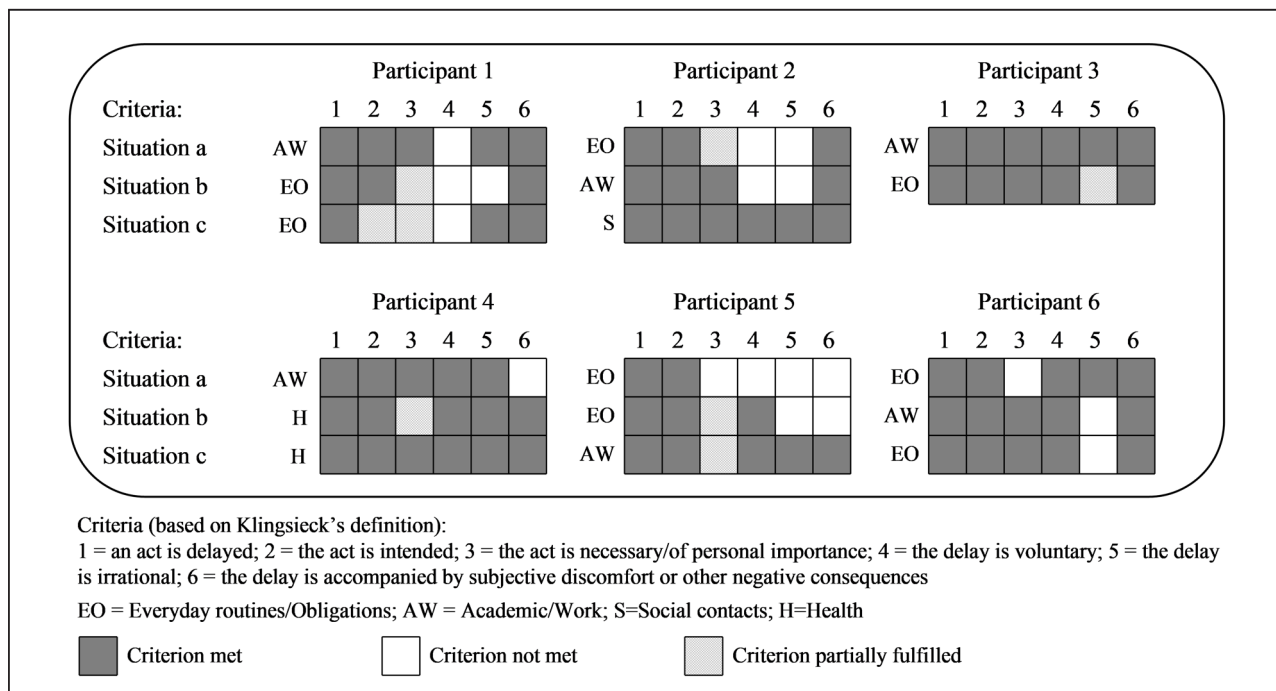 Participant 1 Participant 2 Participant 3
Criteria: 1 2 3 4 5 6 1 2 3 4 5 6 1 2 3 4 5 6
Situation a AW EO AW
Situation b EO AW EO
Situation c EO S
Participant 4 Participant 5 Participant 6
Criteria: 1 2 3 4 5 6 1 2 3 4 5 6 1 2 3 4 5 6
Situation a AW EO EO
Situation b H EO AW
Situation c H AW EO
Criteria (based on Klingsieck's definition):
1 = an act is delayed; 2 = the act is intended; 3 = the act is necessary/of personal importance; 4 = the delay is voluntary; 5 = the delay
is irrational; 6 = the delay is accompanied by subjective discomfort or other negative consequences
EO = Everyday routines/Obligations; AW = Academic/Work; S=Social contacts; H=Health
Criterion met Criterion not met Criterion partially fulfilled